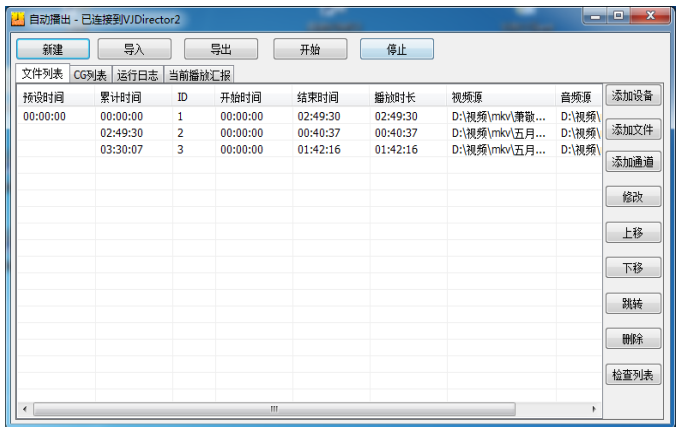 自动播出 - 已连接到VJDirector2
新建 导入 导出 开始 停止
文件列表 CG列表 运行日志 当前播放汇报
预设时间 累计时间 ID 开始时间 结束时间 播放时长 视频源 音频源
00:00:00 00:00:00 1 00:00:00 02:49:30 02:49:30 D:\视频\mkv\萧敬... D:\视频\
02:49:30 2 00:00:00 00:40:37 00:40:37 D:\视频\mkv\五月... D:\视频\
03:30:07 3 00:00:00 01:42:16 01:42:16 D:\视频\mkv\五月... D:\视频\
添加设备
添加文件
添加通道
修改
上移
下移
跳转
删除
检查列表